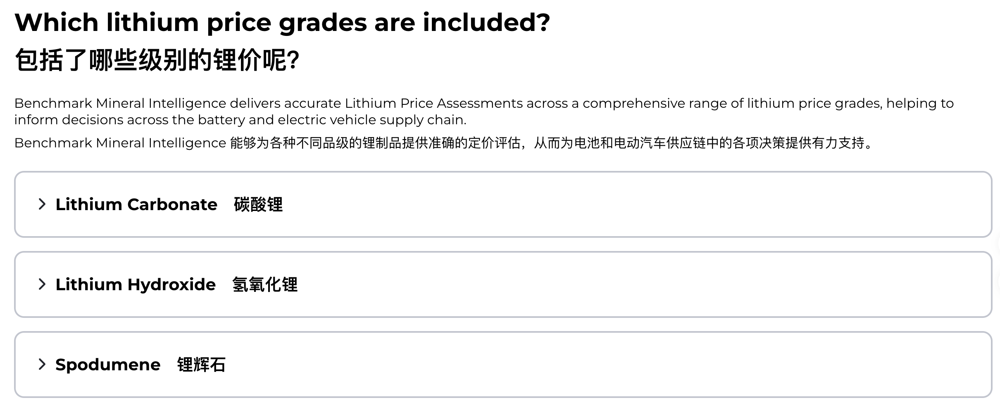 Which lithium price grades are included?
包括了哪些级别的锂价呢?
Benchmark Mineral Intelligence delivers accurate Lithium Price Assessments across a comprehensive range of lithium price grades, helping to
inform decisions across the battery and electric vehicle supply chain.
Benchmark Mineral Intelligence 能够为各种不同品级的锂制品提供准确的定价评估，从而为电池和电动汽车供应链中的各项决策提供有力支持。
Lithium Carbonate 碳酸锂
Lithium Hydroxide 氢氧化锂
Spodumene 锂辉石